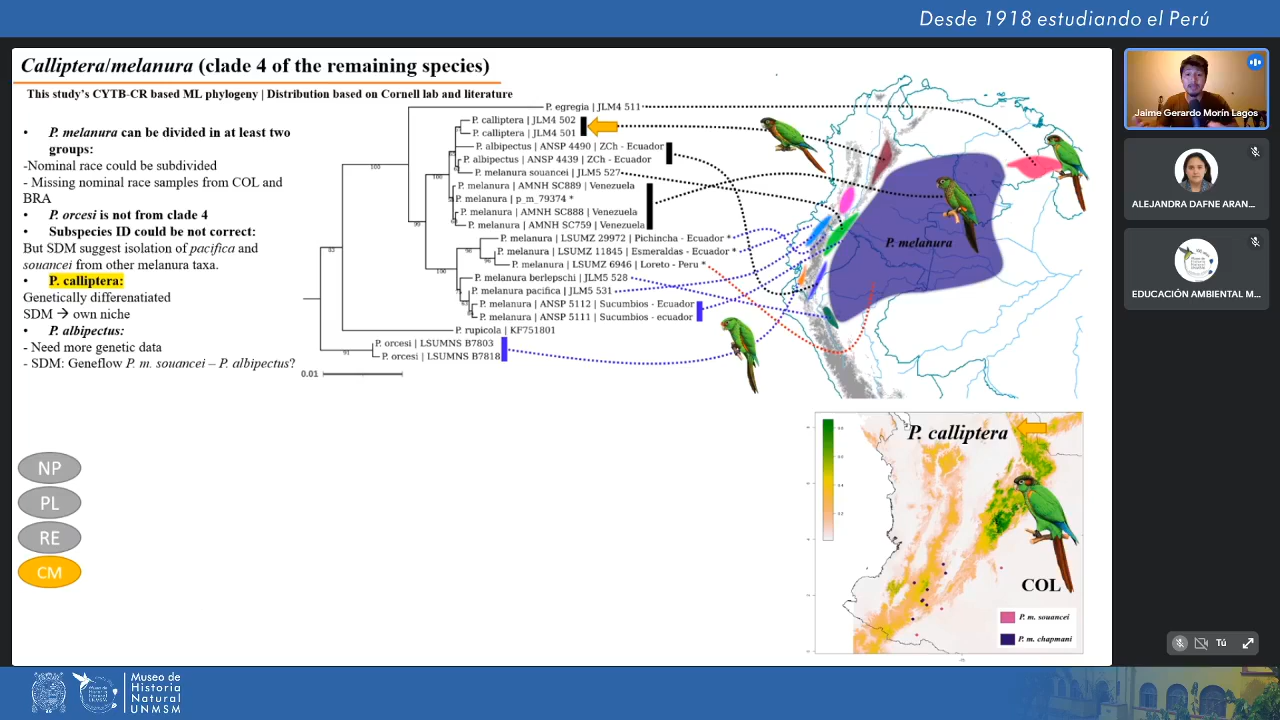 Desde 1918 estudiando el Perú
Calliptera/melanura (clade 4 of the remaining species)
This study's CYTB-CR based ML phylogeny | Distribution based on Cornell lab and literature
• P. melanura can be divided in at least two
groups:
-Nominal race could be subdivided
- Missing nominal race samples from COL and
BRA
• P. orcesi is not from clade 4
• Subspecies ID could be not correct:
But SDM suggest isolation of pacifica and
souancei from other melanura taxa.
• P. calliptera:
Genetically differenatiated
SDM → own niche
• P. albipectus:
- Need more genetic data
- SDM: Geneflow P. m. souancei – P. albipectus?
NP
PL
RE
CM
P. egregia | JLM4 511
P. calliptera | JLM4 502
P. calliptera | JLM4 501
P. albipectus | ANSP 4490 | ZCh - Ecuador
P. albipectus | ANSP 4439 | ZCh - Ecuador
P. melanura souancei | JLM5 527
P. melanura | AMNH SC889 | Venezuela
P. melanura | p_m_79374 *
P. melanura | AMNH SC888 | Venezuela
P. melanura | AMNH SC759 | Venezuela
P. melanura | LSUMZ 29972 | Pichincha - Ecuador *
P. melanura | LSUMZ 11845 | Esmeraldas - Ecuador *
P. melanura | LSUMZ 6946 | Loreto - Peru *
P. melanura berlepschi | JLM5 528
P. melanura pacifica | JLM5 531
P. melanura | ANSP 5112 | Sucumbios - Ecuador
P. melanura | ANSP 5111 | Sucumbios - ecuador
P. rupicola | KF751801
P. orcesi | LSUMNS B7803
P. orcesi | LSUMNS B7818
100
100
99
100
96
96
91
0.01
P. melanura
P. calliptera
COL
P. m. souancei
P. m. chapmani
Jaime Gerardo Morín Lagos
ALEJANDRA DAFNE ARAN...
EDUCACIÓN AMBIENTAL M...
Tú
Museo de
Historia
Natural
UNMSM